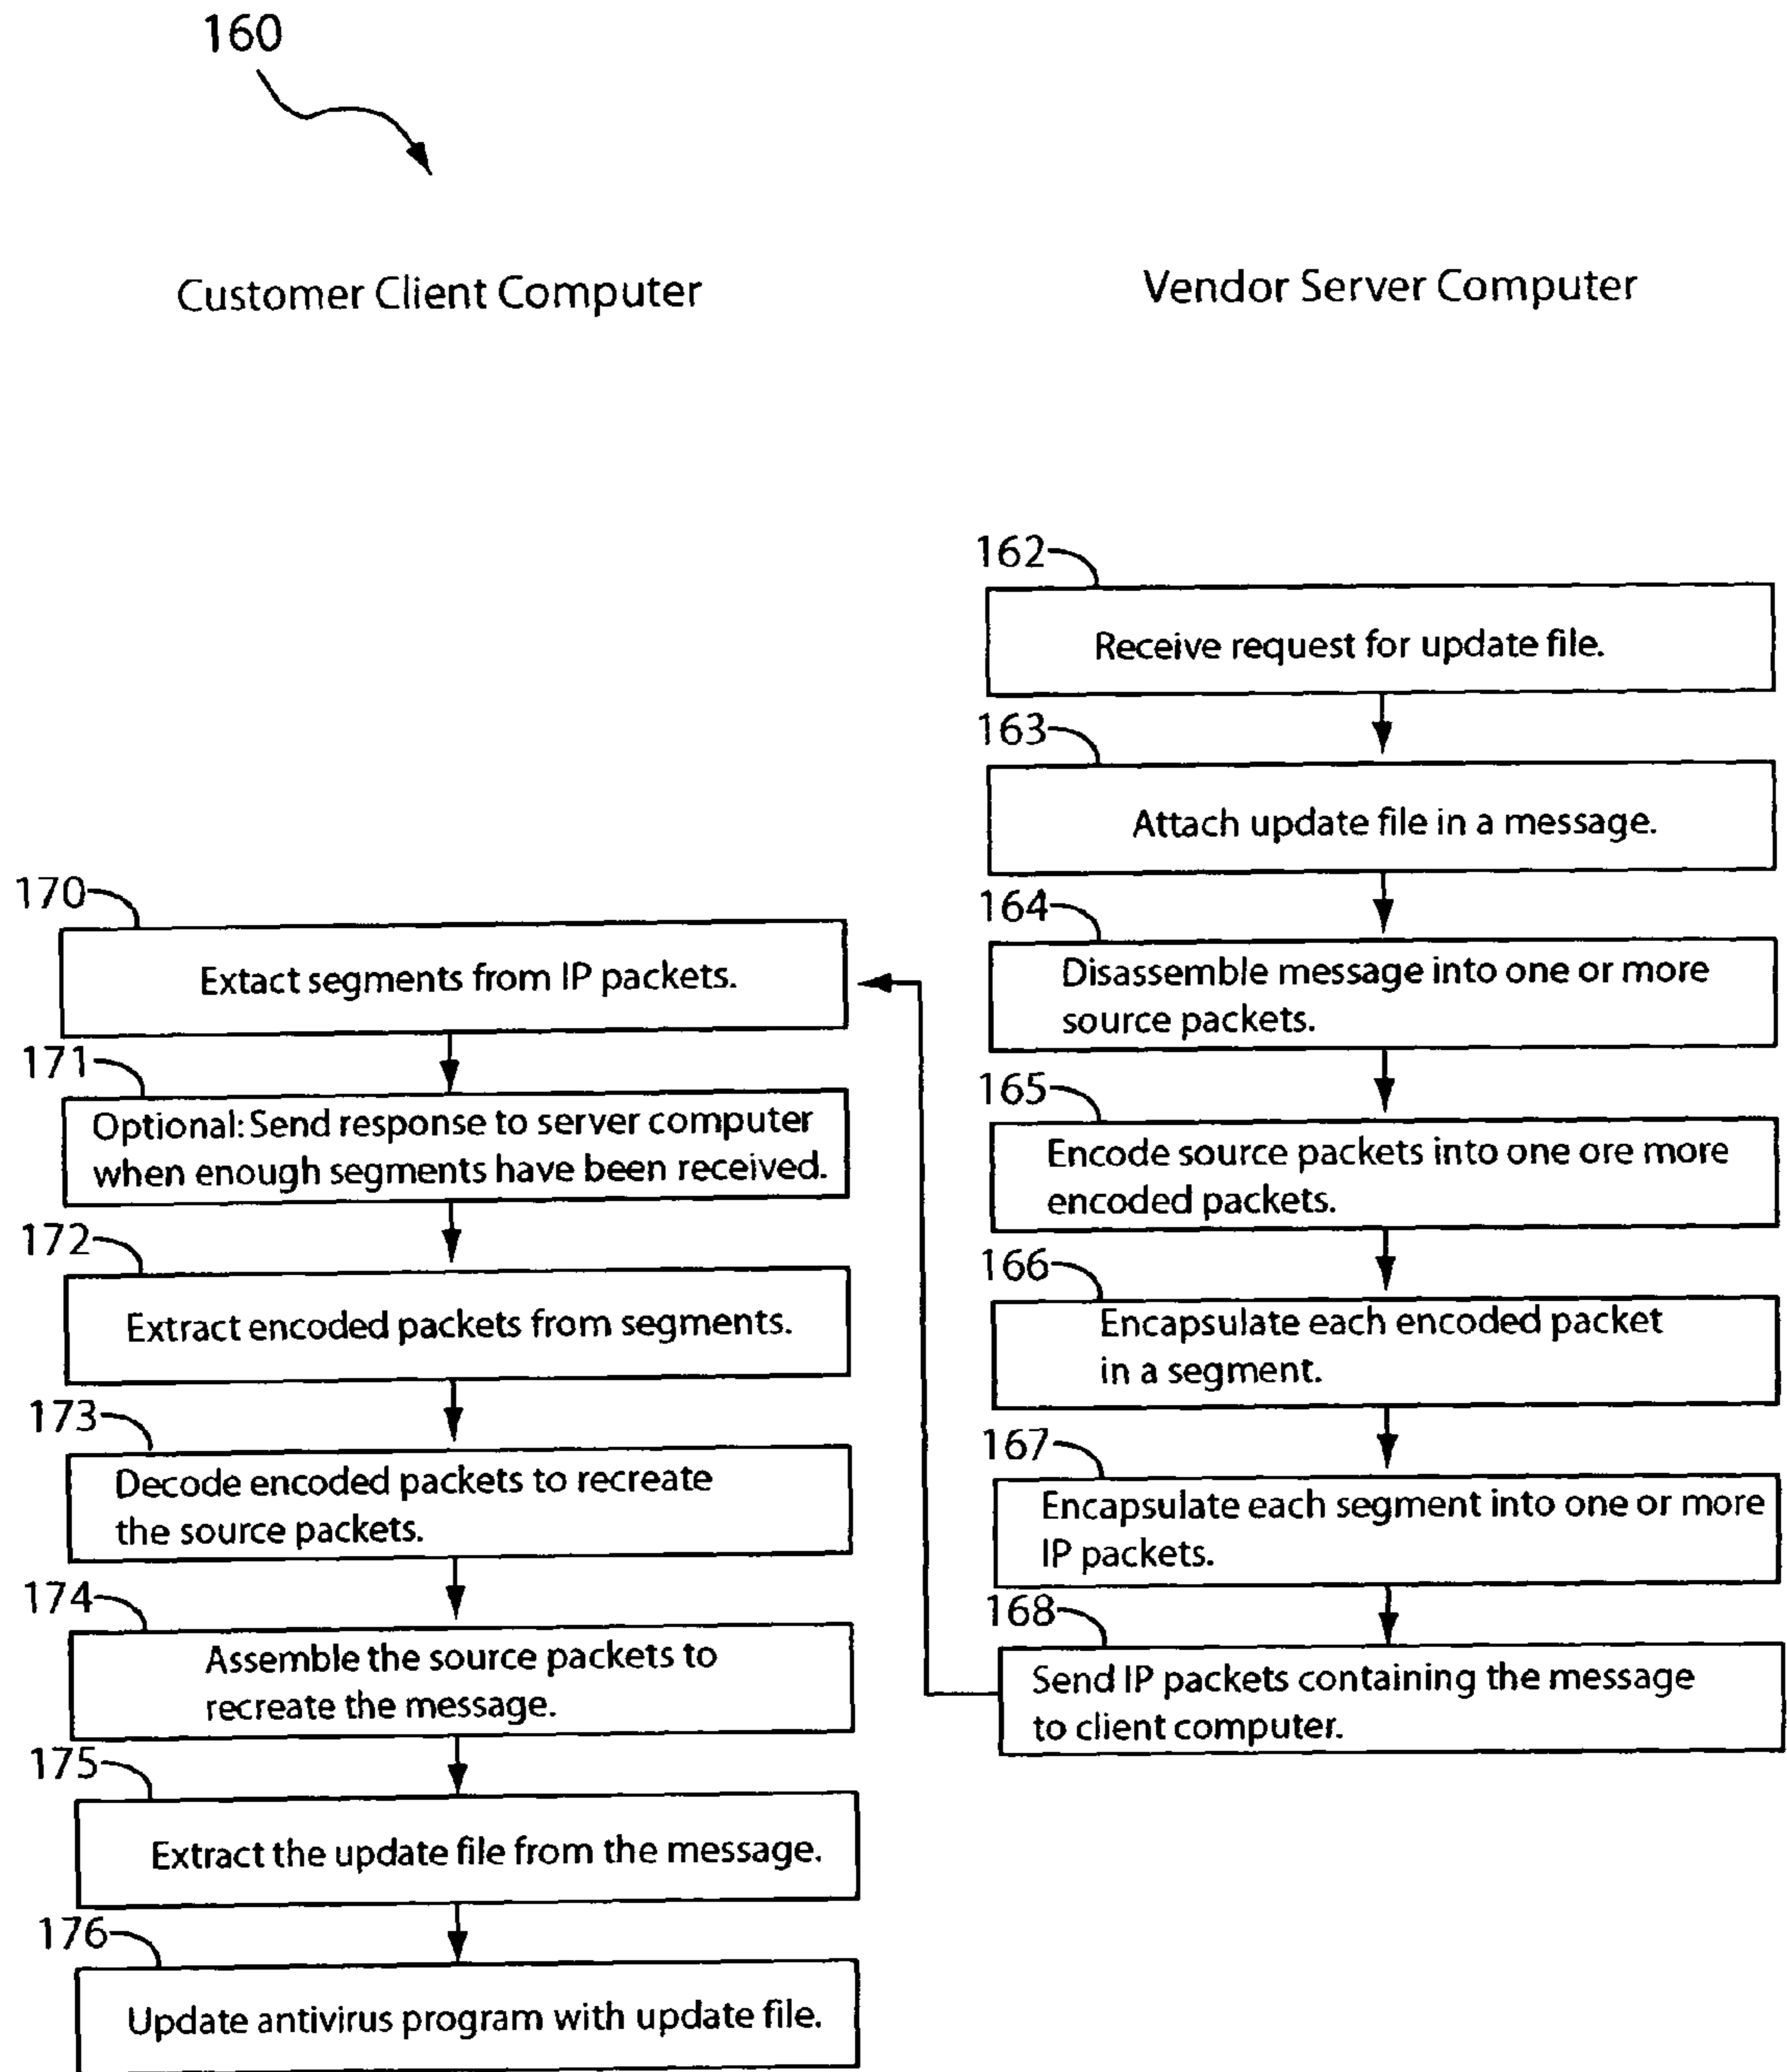 160
Customer Client Computer
Vendor Server Computer
162
Receive request for update file.
163
Attach update file in a message.
164
Disassemble message into one or more
source packets.
165
Encode source packets into one ore more
encoded packets.
166
Encapsulate each encoded packet
in a segment.
167
Encapsulate each segment into one or more
IP packets.
168
Send IP packets containing the message
to client computer.
170
Extact segments from IP packets.
171
Optional: Send response to server computer
when enough segments have been received.
172
Extract encoded packets from segments.
173
Decode encoded packets to recreate
the source packets.
174
Assemble the source packets to
recreate the message.
175
Extract the update file from the message.
176
Update antivirus program with update file.